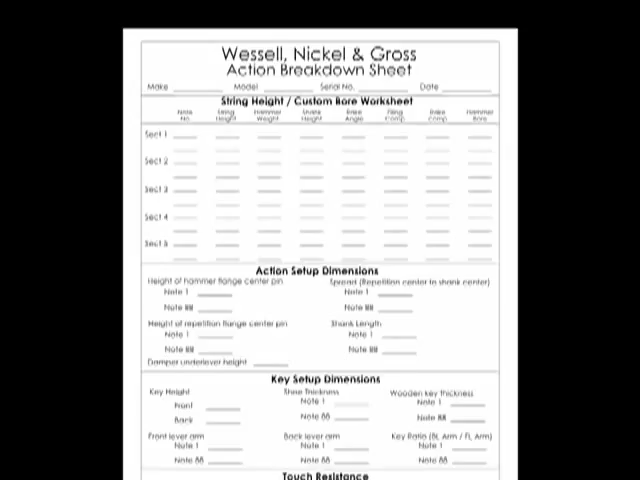 Wessell, Nickel & Gross
Action Breakdown Sheet
Make Model Serial No. Date
String Height / Custom Bore Worksheet
Note No. String Height Hammer Weight Shank Height Rake Angle Filing Comp. Rake Comp. Hammer Bore
Sect 1
Sect 2
Sect 3
Sect 4
Sect 5
Action Setup Dimensions
Height of hammer flange center pin Spread (Repetition center to shank center)
Note 1 Note 1
Note 88 Note 88
Height of repetition flange center pin Shank Length
Note 1 Note 1
Note 88 Note 88
Damper underlever height
Key Setup Dimensions
Key Height Shoe Thickness Wooden key thickness
Front Note 1 Note 1
Back Note 88 Note 88
Front lever arm Back lever arm Key Ratio (Bk. Arm / Ft. Arm)
Note 1 Note 1 Note 1
Note 88 Note 88 Note 88
Touch Resistance